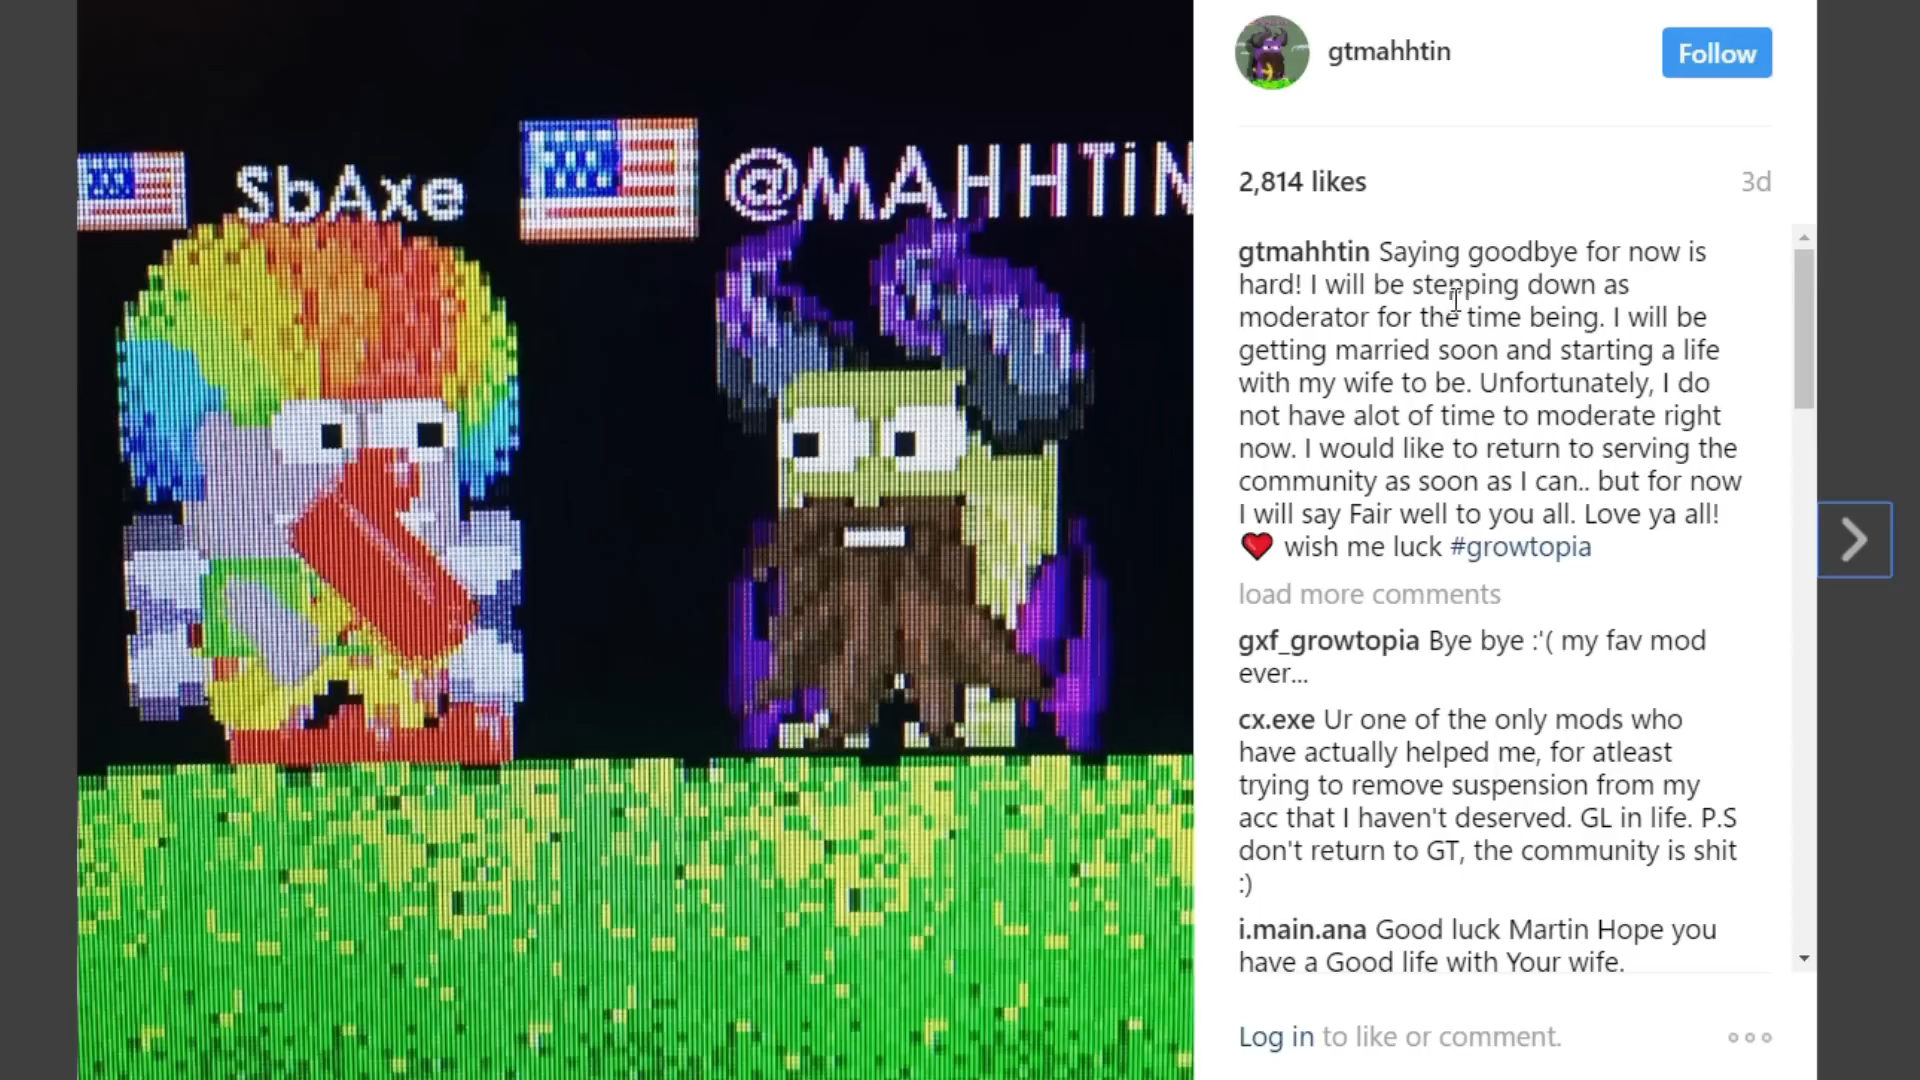 SbAxe
@MAHHTiN
gtmahhtin
Follow
2,814 likes
3d
gtmahhtin Saying goodbye for now is
hard! I will be stepping down as
moderator for the time being. I will be
getting married soon and starting a life
with my wife to be. Unfortunately, I do
not have alot of time to moderate right
now. I would like to return to serving the
community as soon as I can.. but for now
I will say Fair well to you all. Love ya all!
❤️ wish me luck #growtopia
load more comments
gxf_growtopia Bye bye :'( my fav mod
ever...
cx.exe Ur one of the only mods who
have actually helped me, for atleast
trying to remove suspension from my
acc that I haven't deserved. GL in life. P.S
don't return to GT, the community is shit
:)
i.main.ana Good luck Martin Hope you
have a Good life with Your wife.
Log in to like or comment.